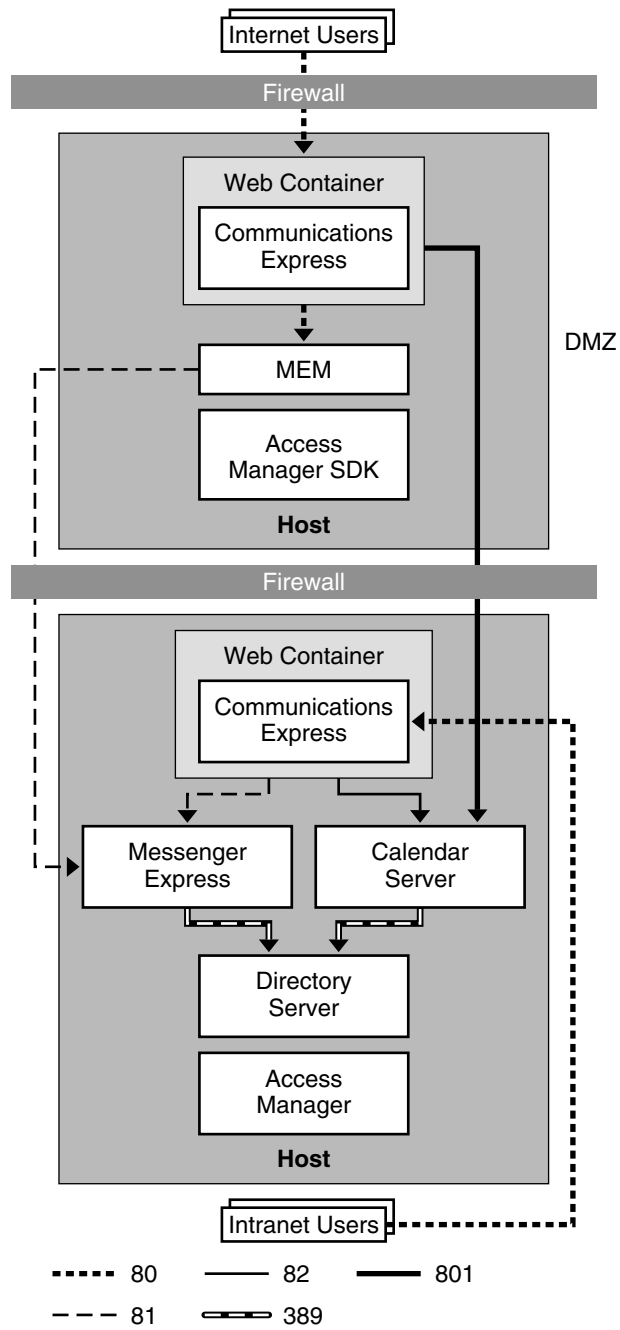 Internet Users
Firewall
Web Container
Communications
Express
DMZ
MEM
Access
Manager SDK
Host
Firewall
Web Container
Communications
Express
Messenger
Express
Calendar
Server
Directory
Server
Access
Manager
Host
Intranet Users
80 82 801
81 389